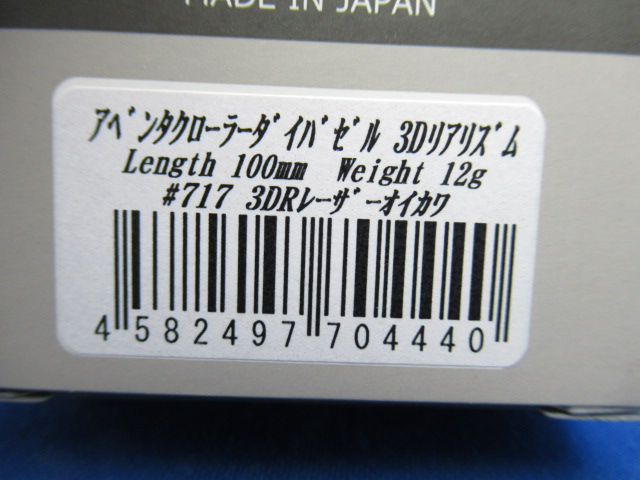 MADE IN JAPAN
アベンタクローラーダイバゼル 3Dリアリズム
Length 100mm Weight 12g
#717 3DRレーザーオイカワ
4 582497 704440